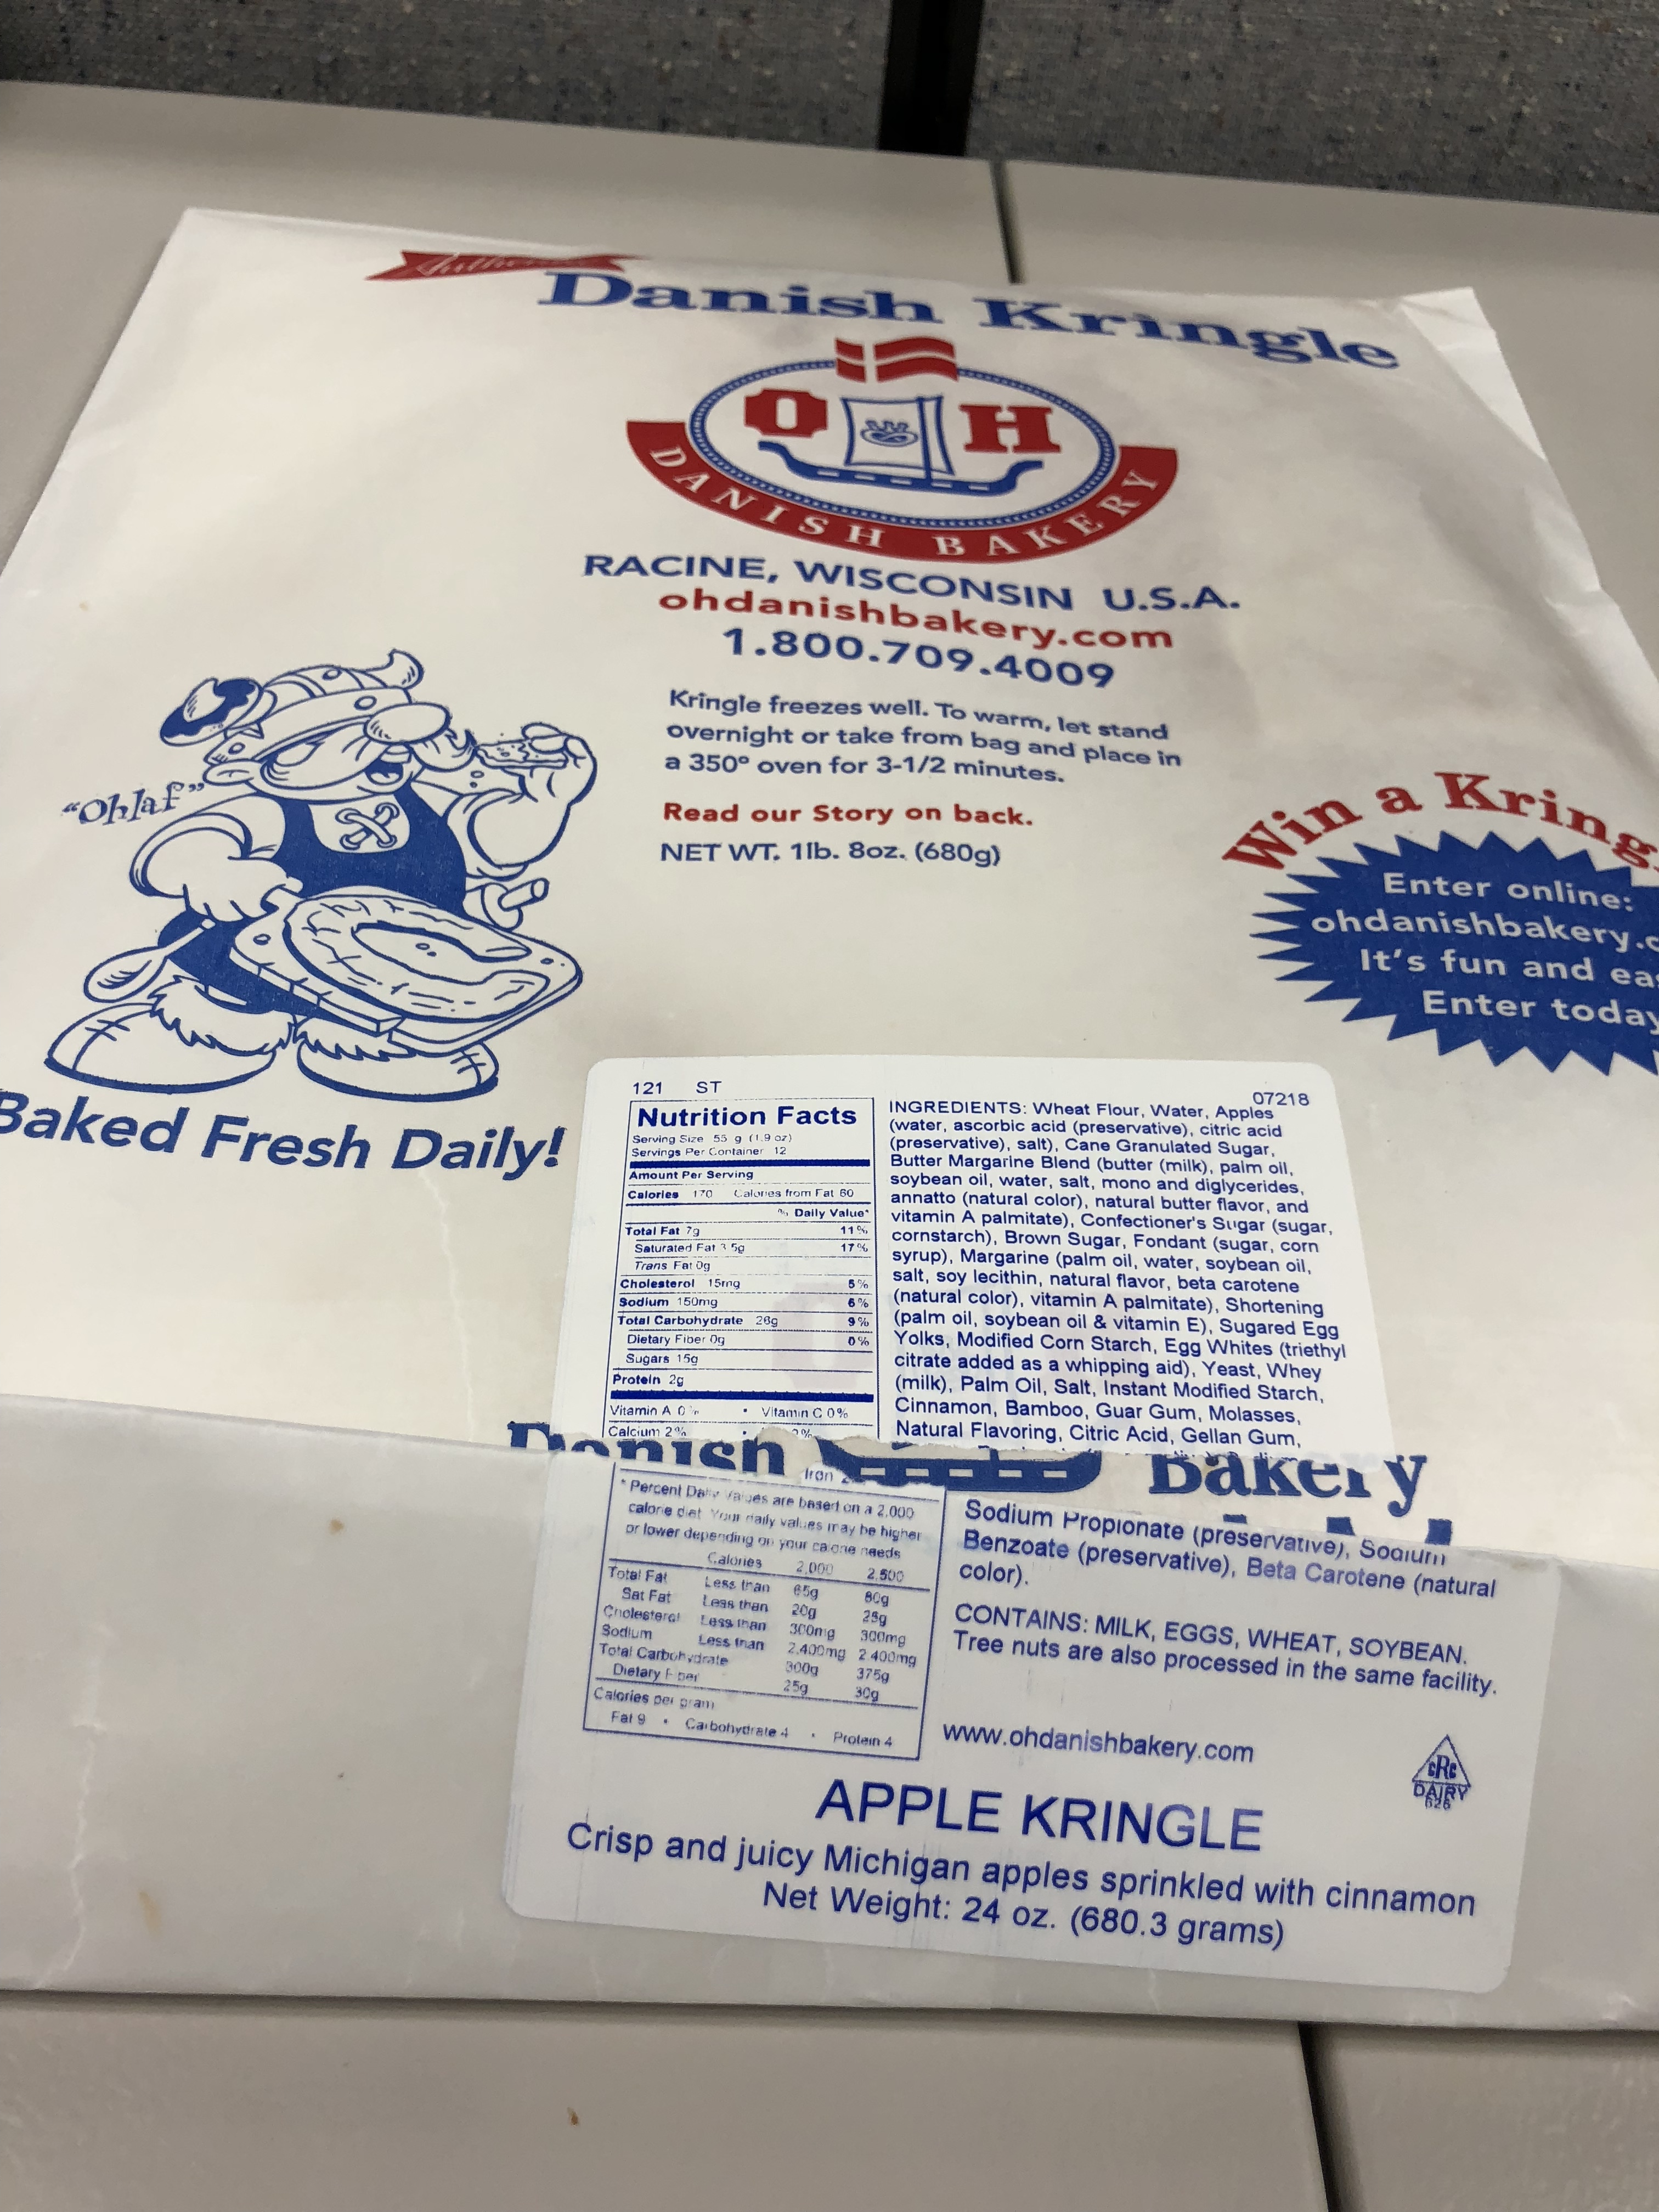 Authentic
Danish Kringle
O H
DANISH BAKERY
RACINE, WISCONSIN U.S.A.
ohdanishbakery.com
1.800.709.4009
Kringle freezes well. To warm, let stand
overnight or take from bag and place in
a 350° oven for 3-1/2 minutes.
Read our Story on back.
NET WT. 1lb. 8oz. (680g)
"Ohlaf"
Baked Fresh Daily!
Win a Kring
Enter online:
ohdanishbakery.c
It's fun and ea
Enter today
121 ST
07218
Nutrition Facts
Serving Size 55 g (1.9 oz)
Servings Per Container 12
Amount Per Serving
Calories 170 Calories from Fat 60
% Daily Value*
Total Fat 7g 11%
Saturated Fat 3.5g 17%
Trans Fat 0g
Cholesterol 15mg 5%
Sodium 150mg 6%
Total Carbohydrate 26g 9%
Dietary Fiber 0g 0%
Sugars 15g
Protein 2g
Vitamin A 0% • Vitamin C 0%
Calcium 2% •
INGREDIENTS: Wheat Flour, Water, Apples
(water, ascorbic acid (preservative), citric acid
(preservative), salt), Cane Granulated Sugar,
Butter Margarine Blend (butter (milk), palm oil,
soybean oil, water, salt, mono and diglycerides,
annatto (natural color), natural butter flavor, and
vitamin A palmitate), Confectioner's Sugar (sugar,
cornstarch), Brown Sugar, Fondant (sugar, corn
syrup), Margarine (palm oil, water, soybean oil,
salt, soy lecithin, natural flavor, beta carotene
(natural color), vitamin A palmitate), Shortening
(palm oil, soybean oil & vitamin E), Sugared Egg
Yolks, Modified Corn Starch, Egg Whites (triethyl
citrate added as a whipping aid), Yeast, Whey
(milk), Palm Oil, Salt, Instant Modified Starch,
Cinnamon, Bamboo, Guar Gum, Molasses,
Natural Flavoring, Citric Acid, Gellan Gum,
Danish Bakery
Iron
* Percent Daily Values are based on a 2,000
calorie diet. Your daily values may be higher
or lower depending on your calorie needs
Calories 2,000 2,500
Total Fat Less than 65g 80g
Sat Fat Less than 20g 25g
Cholesterol Less than 300mg 300mg
Sodium Less than 2,400mg 2,400mg
Total Carbohydrate 300g 375g
Dietary Fiber 25g 30g
Calories per gram
Fat 9 • Carbohydrate 4 • Protein 4
Sodium Propionate (preservative), Sodium
Benzoate (preservative), Beta Carotene (natural
color).
CONTAINS: MILK, EGGS, WHEAT, SOYBEAN.
Tree nuts are also processed in the same facility.
www.ohdanishbakery.com
cRc
DAIRY
626
APPLE KRINGLE
Crisp and juicy Michigan apples sprinkled with cinnamon
Net Weight: 24 oz. (680.3 grams)